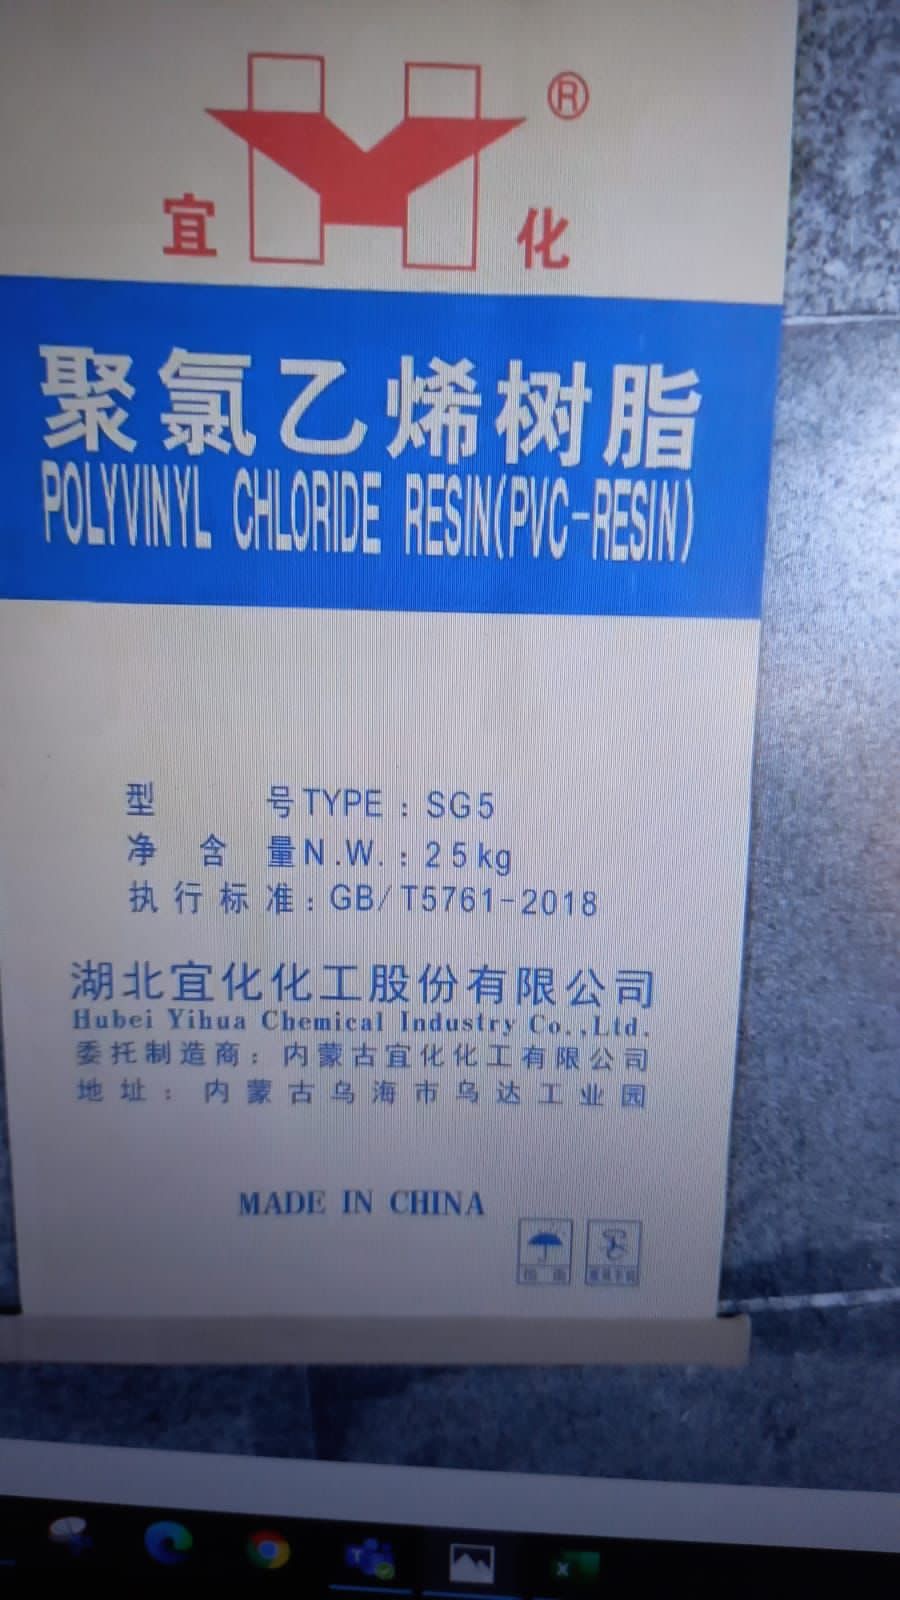 ®
宜 化
聚氯乙烯树脂
POLYVINYL CHLORIDE RESIN(PVC-RESIN)
型 号TYPE : SG5
净 含 量N.W. : 25kg
执行标准: GB/T5761-2018
湖北宜化化工股份有限公司
Hubei Yihua Chemical Industry Co.,Ltd.
委托制造商: 内蒙古宜化化工有限公司
地址: 内蒙古乌海市乌达工业园
MADE IN CHINA